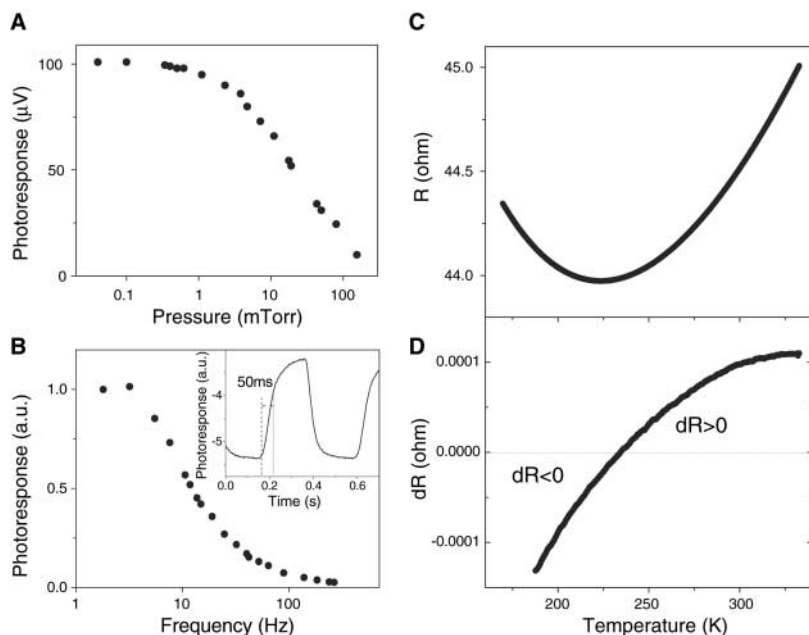 A
Photoresponse (μV)
100
50
0
0.1 1 10 100
Pressure (mTorr)
B
Photoresponse (a.u.)
1.0
0.5
0.0
1 10 100
Frequency (Hz)
Photoresponse (a.u.)
-4
-5
50ms
0.0 0.2 0.4 0.6
Time (s)
C
R (ohm)
45.0
44.5
44.0
D
dR (ohm)
0.0001
0.0000
-0.0001
dR>0
dR<0
200 250 300
Temperature (K)